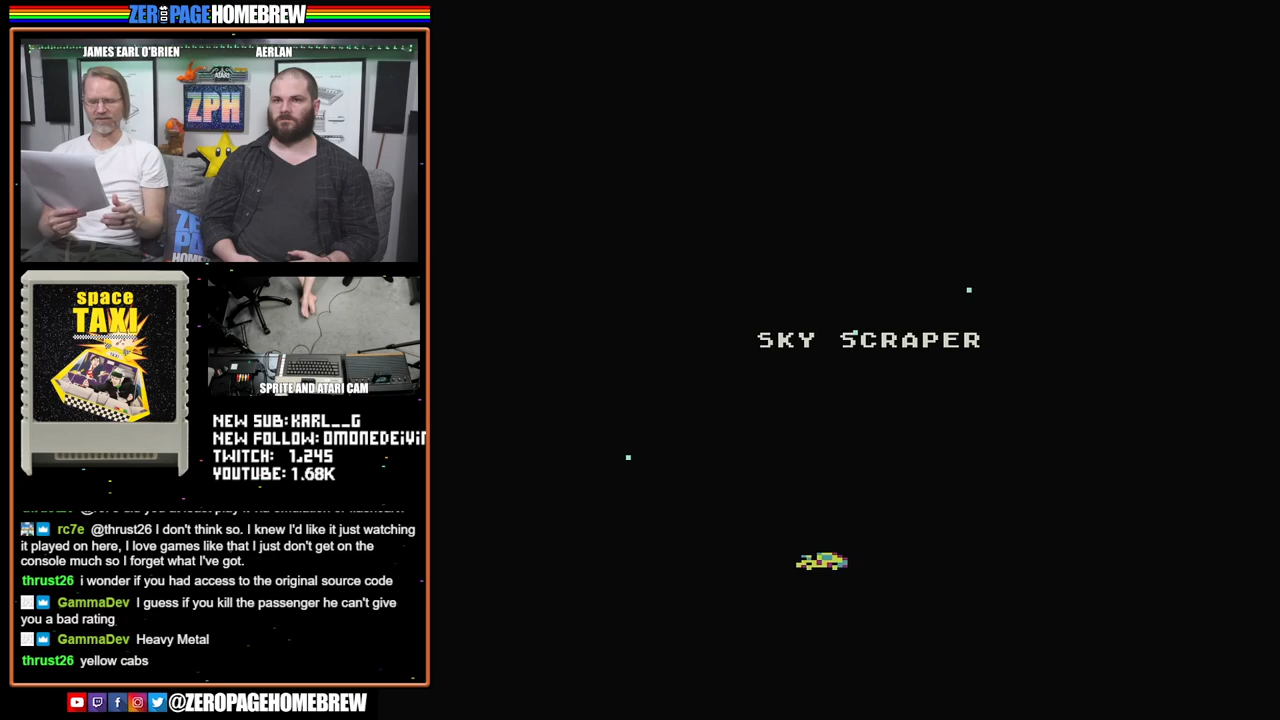 ZERO PAGE HOMEBREW
JAMES EARL O'BRIEN
AERLAN
ATARI
ZPH
space
TAXI
SPRITE AND ATARI CAM
NEW SUB: KARL__G
NEW FOLLOW: OMONEDEIYIN
TWITCH: 1,245
YOUTUBE: 1.68K
rc7e @thrust26 I don't think so. I knew I'd like it just watching
it played on here, I love games like that I just don't get on the
console much so I forget what I've got.
thrust26 i wonder if you had access to the original source code
GammaDev I guess if you kill the passenger he can't give
you a bad rating
GammaDev Heavy Metal
thrust26 yellow cabs
@ZEROPAGEHOMEBREW
SKY SCRAPER